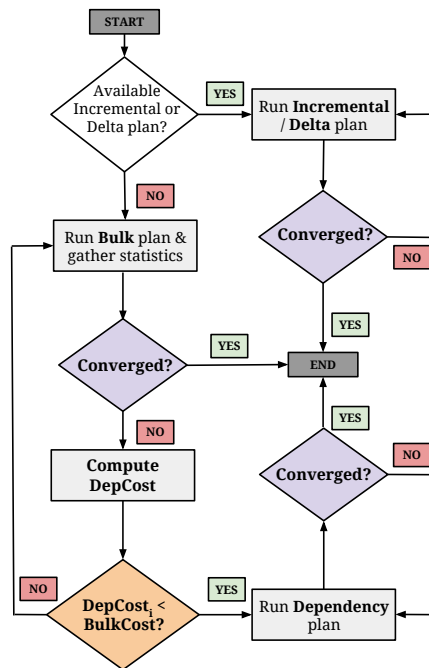 START
Available
Incremental or
Delta plan?
YES
Run Incremental
/ Delta plan
NO
Run Bulk plan &
gather statistics
Converged?
NO
YES
Converged?
YES
END
NO
YES
Compute
DepCost
Converged?
NO
NO
DepCostᵢ <
BulkCost?
YES
Run Dependency
plan